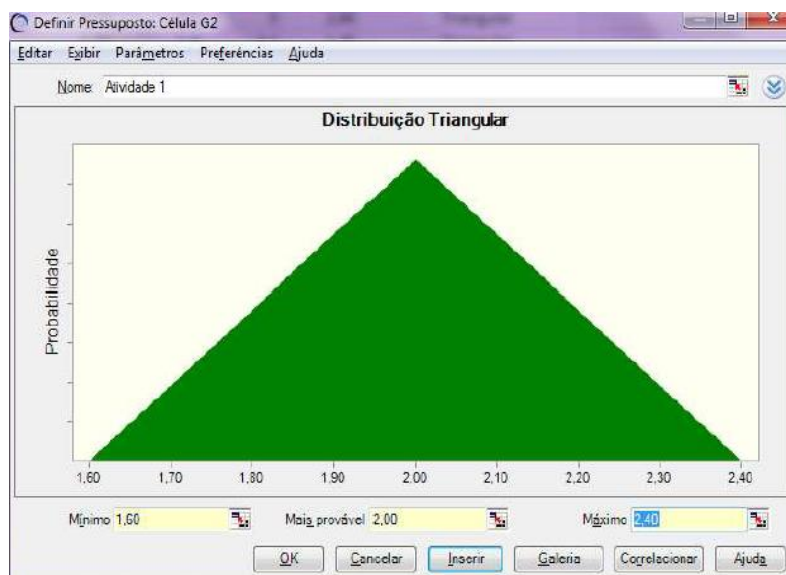 Definir Pressuposto: Célula G2
Editar Exibir Parâmetros Preferências Ajuda
Nome: Atividade 1
Distribuição Triangular
Probabilidade
1,60 1,70 1,80 1,90 2,00 2,10 2,20 2,30 2,40
Mínimo 1,60 Mais provável 2,00 Máximo 2,40
OK Cancelar Inserir Galeria Correlacionar Ajuda